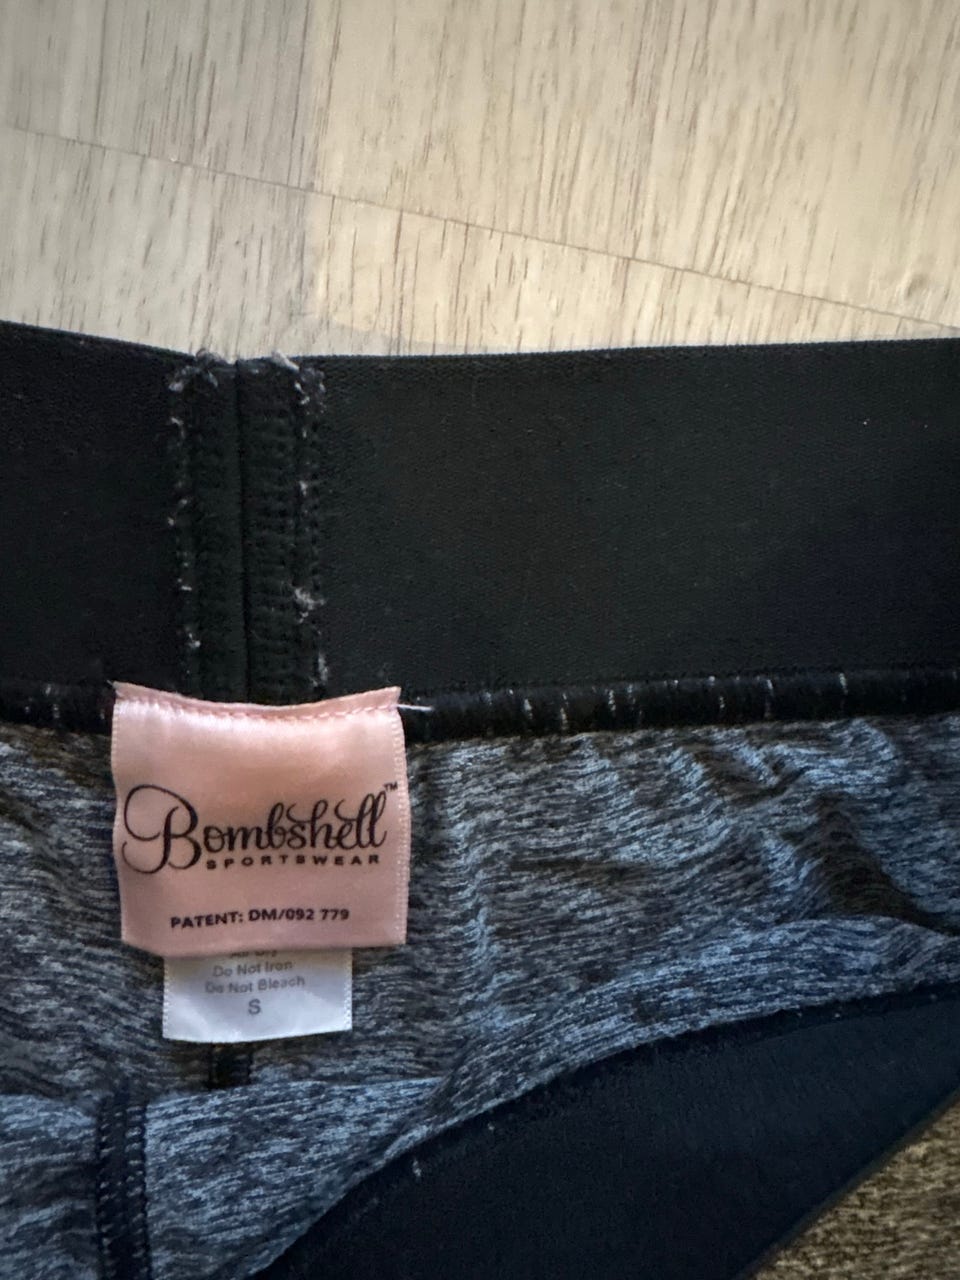 Bombshell™
SPORTSWEAR
PATENT: DM/092 779
Do Not Iron
Do Not Bleach
S